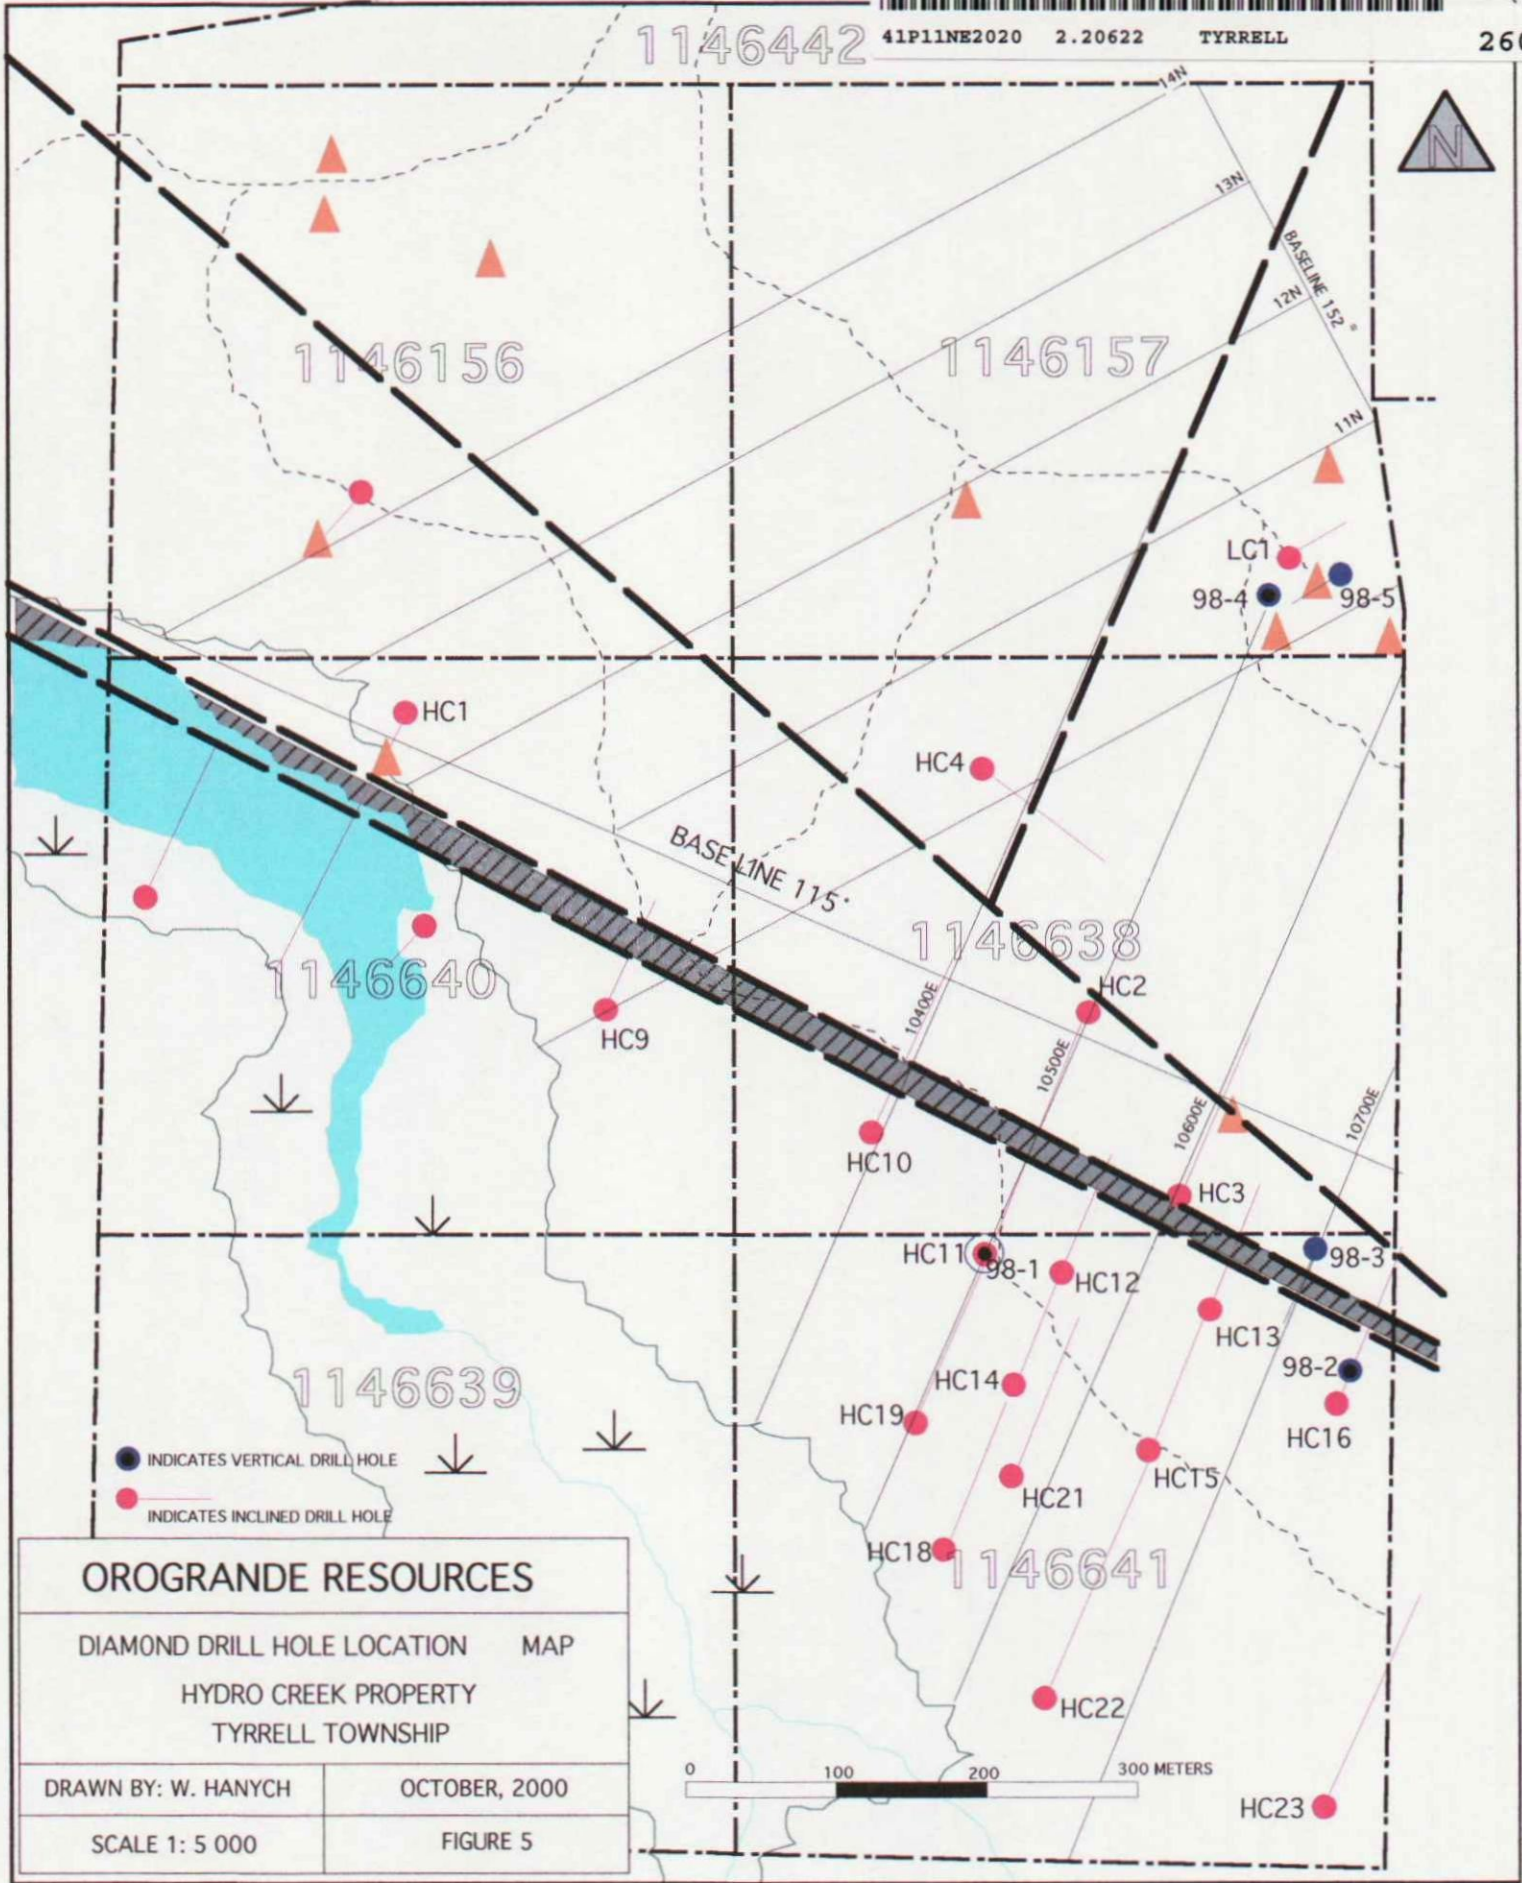 1146442
41P11NE2020 2.20622 TYRRELL
14N
N
13N
BASELINE 152°
12N
1146156
1146157
11N
LC1
98-4
98-5
HC1
HC4
BASE LINE 115°
1146638
1146640
HC2
10400E
HC9
10500E
10700E
10600E
HC10
HC3
HC11
98-1
98-3
HC12
HC13
98-2
HC14
1146639
HC19
HC16
INDICATES VERTICAL DRILL HOLE
HC15
HC21
INDICATES INCLINED DRILL HOLE
HC18
1146641
OROGRANDE RESOURCES
DIAMOND DRILL HOLE LOCATION MAP
HYDRO CREEK PROPERTY
TYRRELL TOWNSHIP
HC22
0 100 200 300 METERS
DRAWN BY: W. HANYCH
OCTOBER, 2000
HC23
SCALE 1: 5 000
FIGURE 5